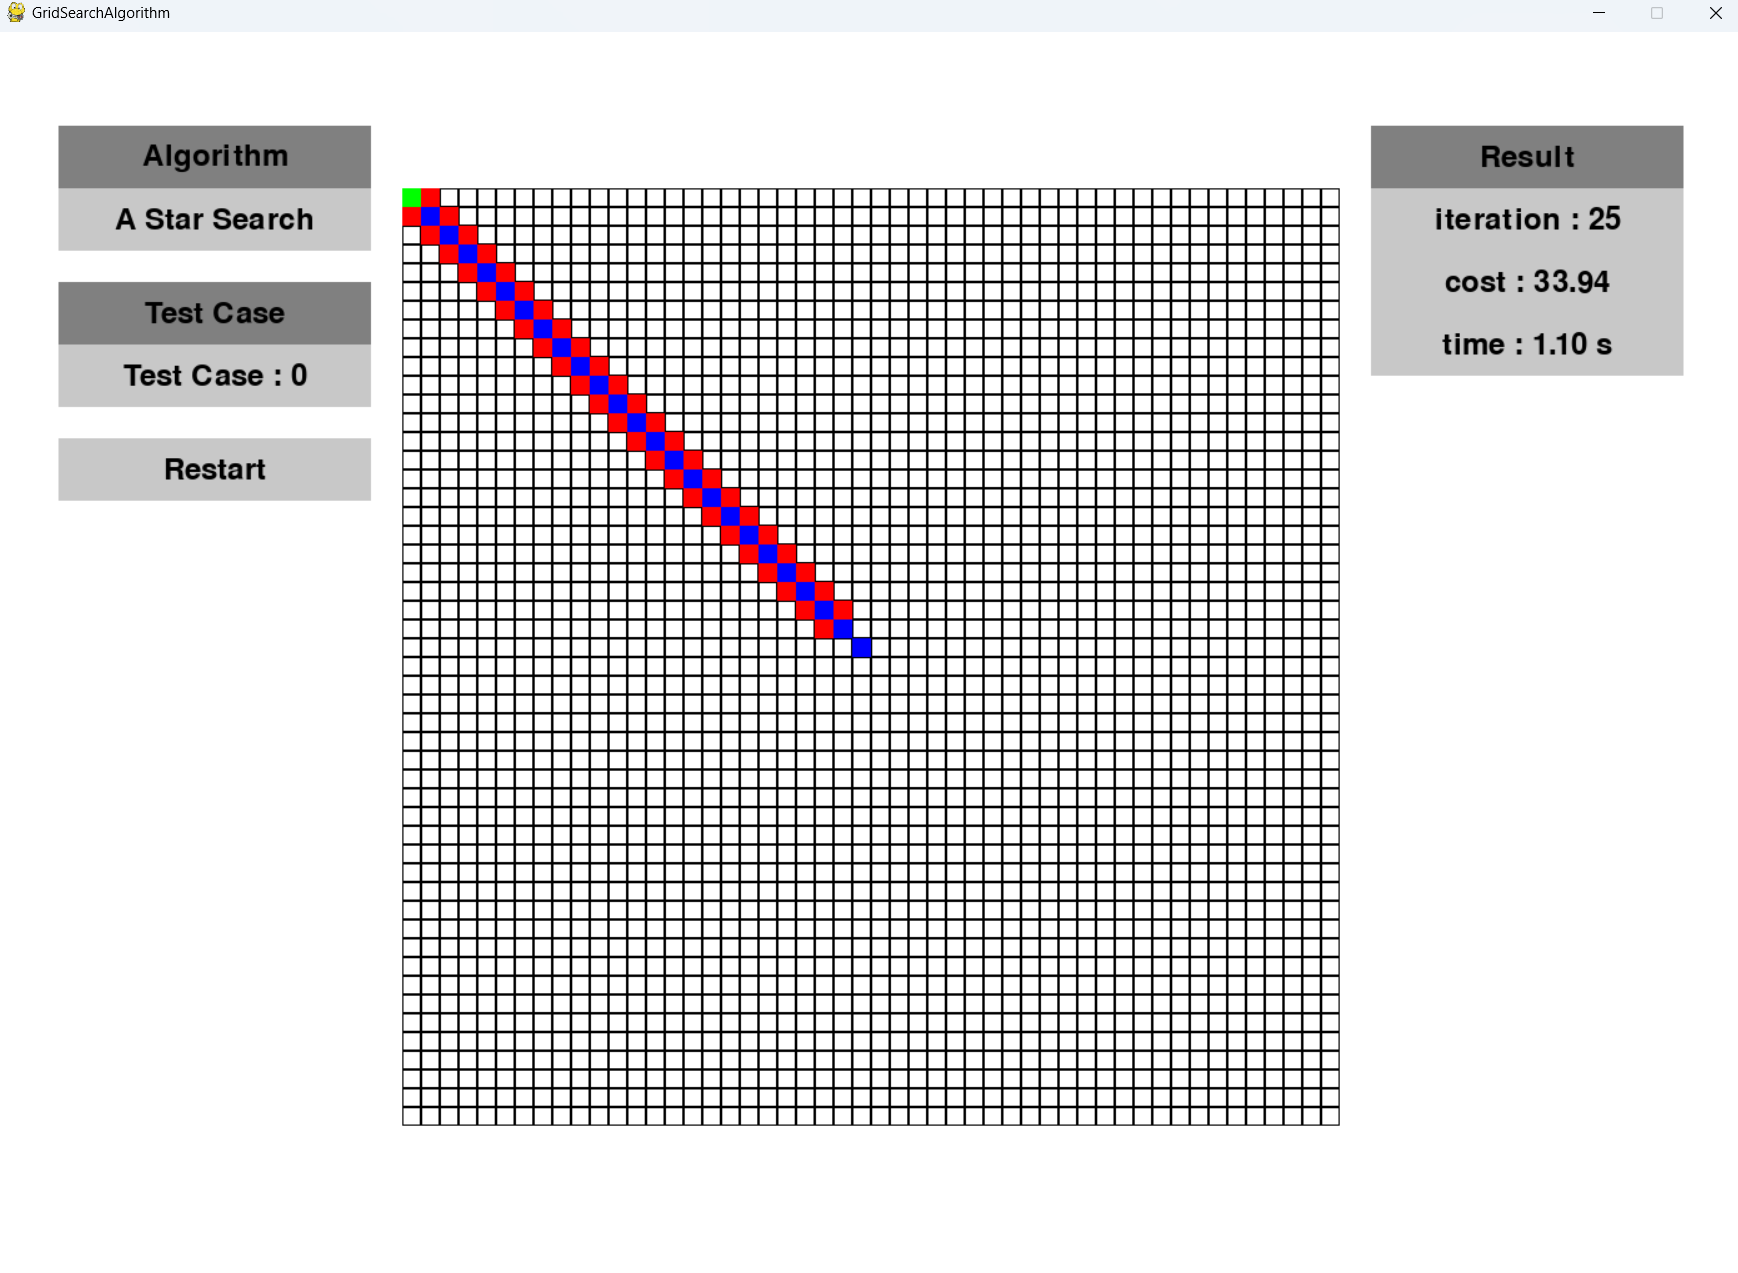 GridSearchAlgorithm
Algorithm
A Star Search
Test Case
Test Case : 0
Restart
Result
iteration : 25
cost : 33.94
time : 1.10 s